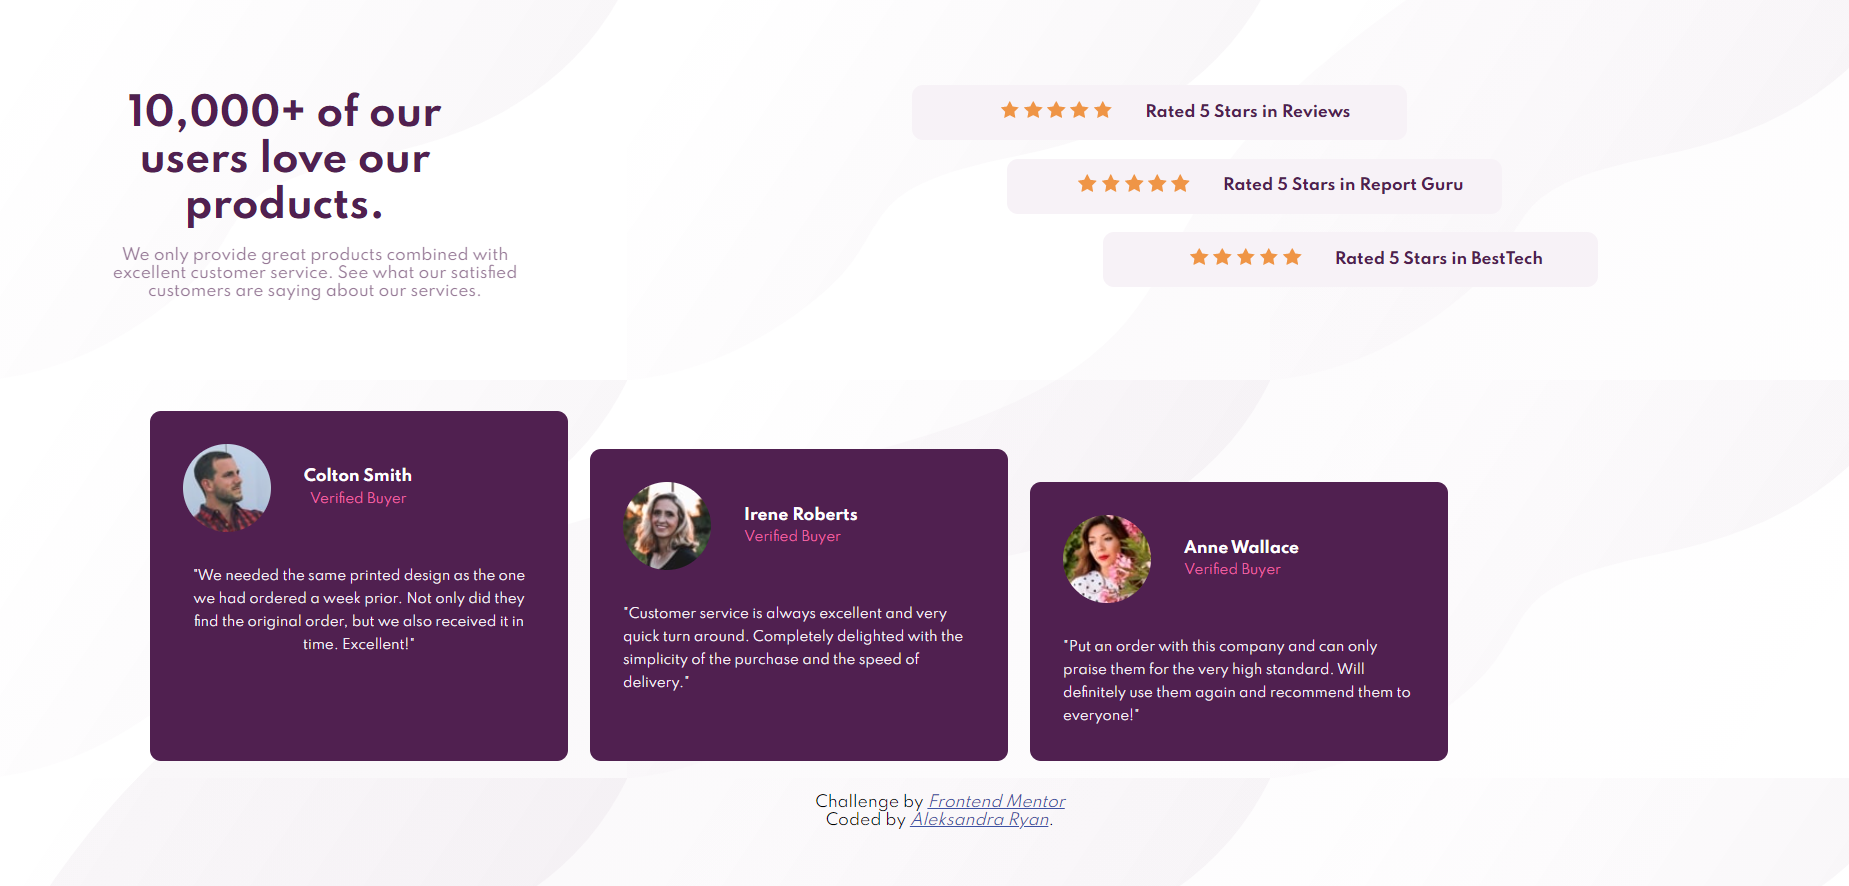 10,000+ of our
users love our
products.
We only provide great products combined with
excellent customer service. See what our satisfied
customers are saying about our services.
Rated 5 Stars in Reviews
Rated 5 Stars in Report Guru
Rated 5 Stars in BestTech
Colton Smith
Verified Buyer
"We needed the same printed design as the one
we had ordered a week prior. Not only did they
find the original order, but we also received it in
time. Excellent!"
Irene Roberts
Verified Buyer
"Customer service is always excellent and very
quick turn around. Completely delighted with the
simplicity of the purchase and the speed of
delivery."
Anne Wallace
Verified Buyer
"Put an order with this company and can only
praise them for the very high standard. Will
definitely use them again and recommend them to
everyone!"
Challenge by Frontend Mentor
Coded by Aleksandra Ryan.